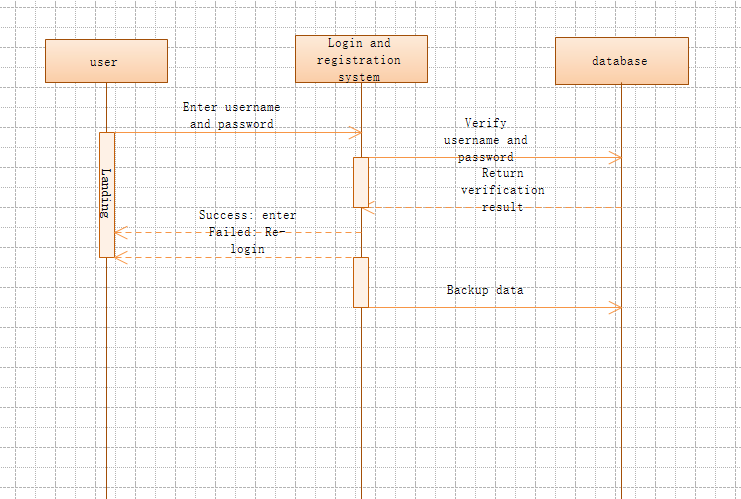 user
Login and
registration
system
database
Enter username
and password
Verify
username and
password
Return
verification
result
Landing
Success: enter
Failed: Re-
login
Backup data